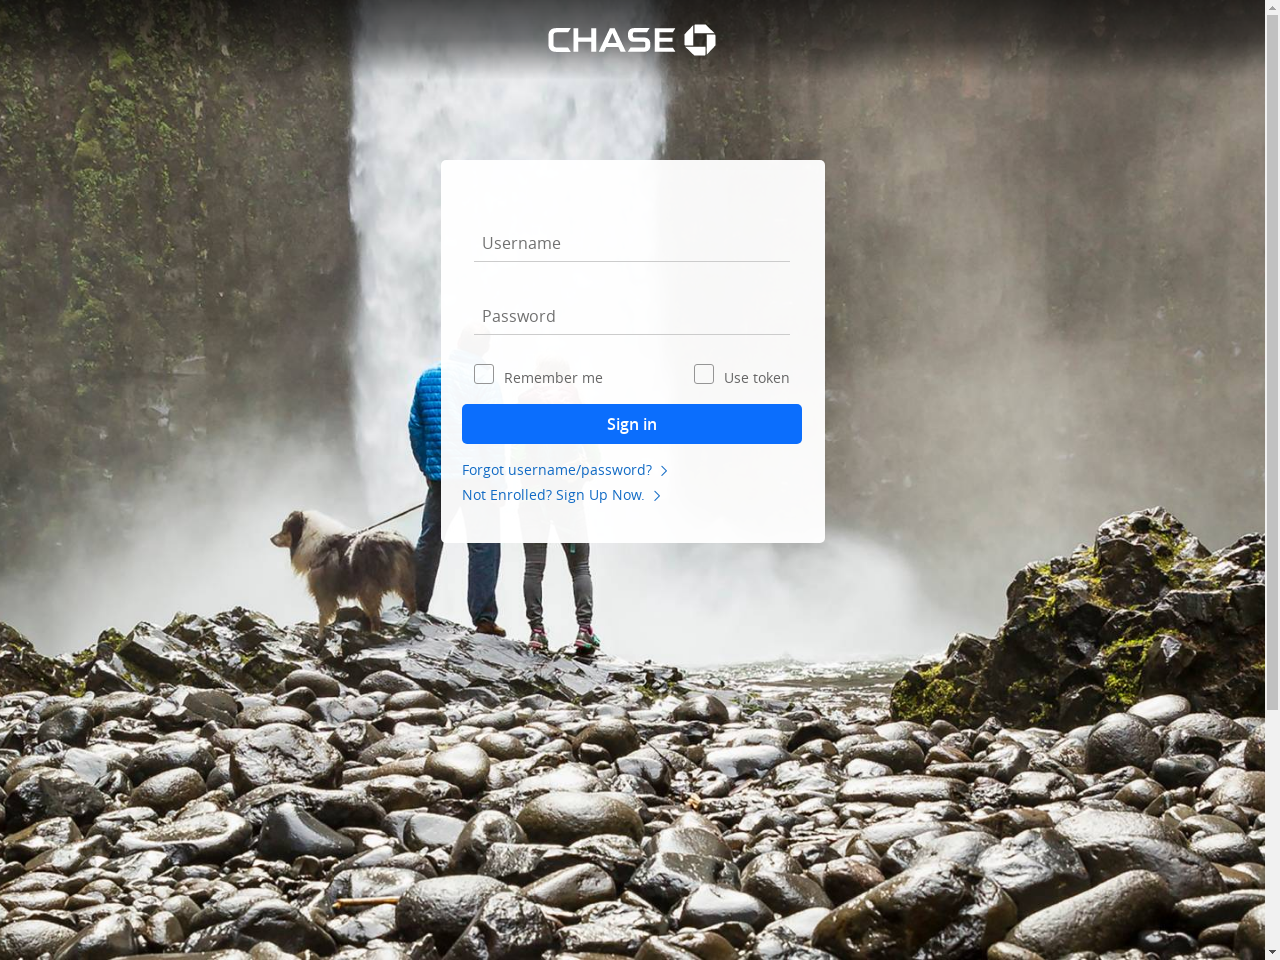 CHASE
Username
Password
Remember me
Use token
Sign in
Forgot username/password?
Not Enrolled? Sign Up Now.